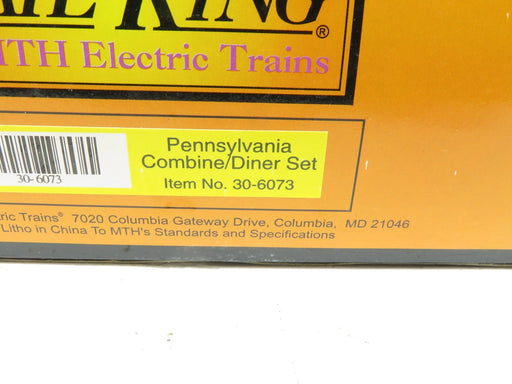 KING®
MTH Electric Trains
30-6073
Pennsylvania
Combine/Diner Set
Item No. 30-6073
Trains® 7020 Columbia Gateway Drive, Columbia, MD 21046
Litho in China To MTH's Standards and Specifications